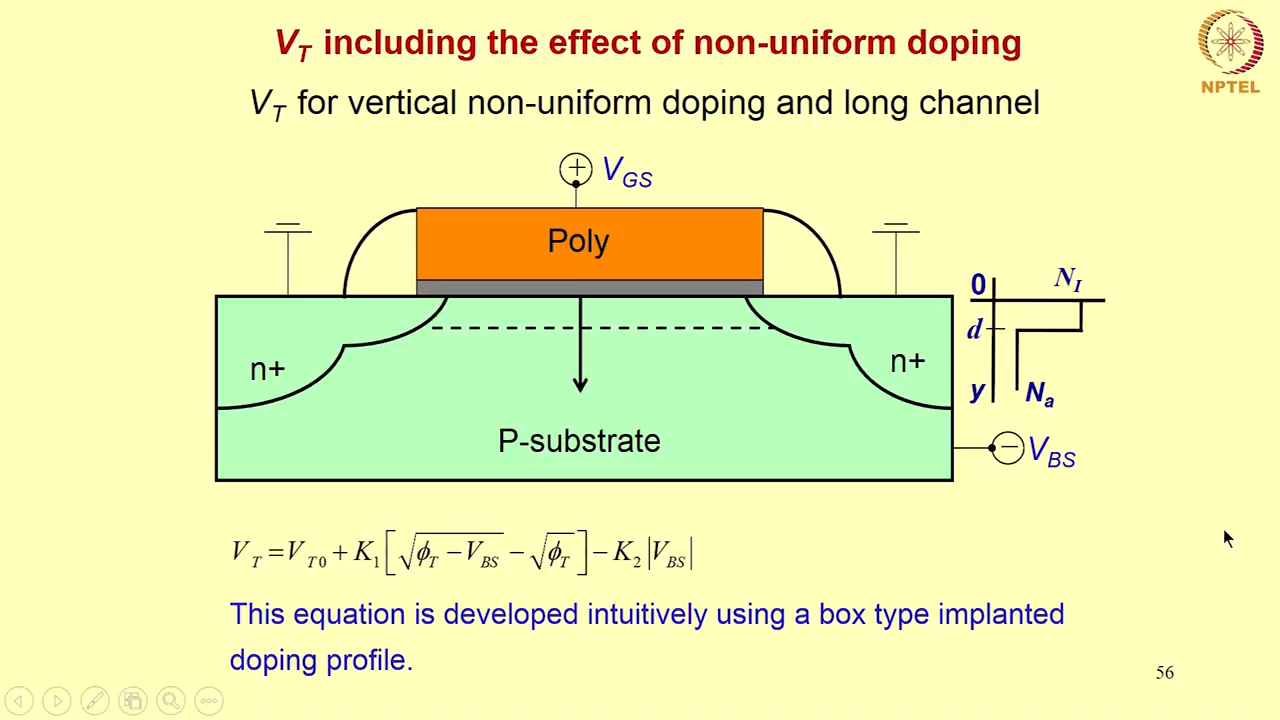 V_T including the effect of non-uniform doping
NPTEL
V_T for vertical non-uniform doping and long channel
+ V_GS
Poly
0 N_I
d
n+ n+
y N_a
P-substrate
− V_BS
V_T = V_T0 + K_1 [ √(ϕ_T − V_BS) − √ϕ_T ] − K_2 |V_BS|
This equation is developed intuitively using a box type implanted
doping profile.
56